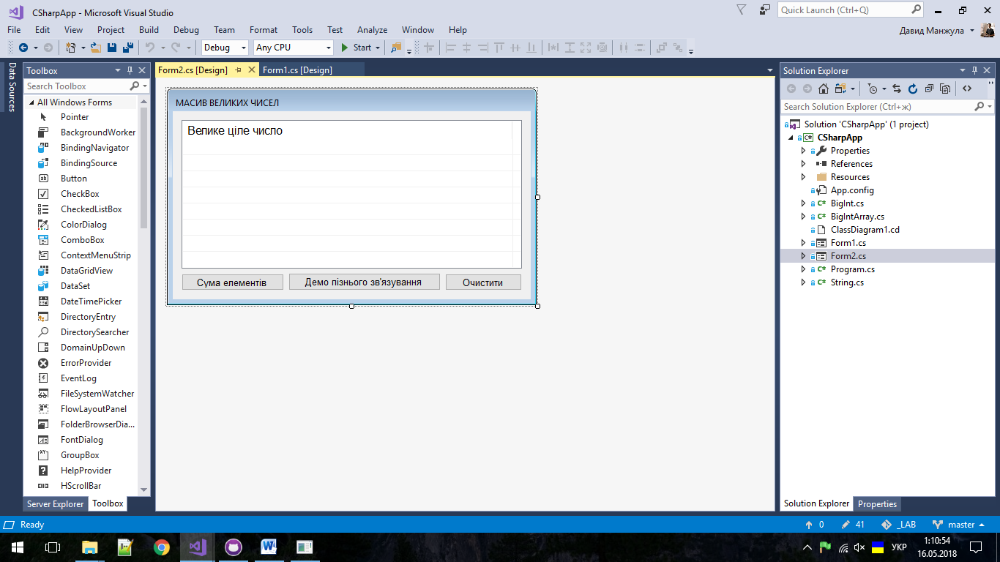 CSharpApp - Microsoft Visual Studio
Quick Launch (Ctrl+Q)
File Edit View Project Build Debug Team Format Tools Test Analyze Window Help
Давид Манжула
Debug Any CPU Start
Data Sources
Toolbox
Search Toolbox
All Windows Forms
Pointer
BackgroundWorker
BindingNavigator
BindingSource
Button
CheckBox
CheckedListBox
ColorDialog
ComboBox
ContextMenuStrip
DataGridView
DataSet
DateTimePicker
DirectoryEntry
DirectorySearcher
DomainUpDown
ErrorProvider
EventLog
FileSystemWatcher
FlowLayoutPanel
FolderBrowserDia...
FontDialog
GroupBox
HelpProvider
HScrollBar
Server Explorer Toolbox
Form2.cs [Design] Form1.cs [Design]
МАСИВ ВЕЛИКИХ ЧИСЕЛ
Велике ціле число
Сума елементів Демо пізнього зв'язування Очистити
Solution Explorer
Search Solution Explorer (Ctrl+ж)
Solution 'CSharpApp' (1 project)
CSharpApp
Properties
References
Resources
App.config
BigInt.cs
BigIntArray.cs
ClassDiagram1.cd
Form1.cs
Form2.cs
Program.cs
String.cs
Solution Explorer Properties
Ready 0 41 _LAB master
УКР 1:10:54
16.05.2018